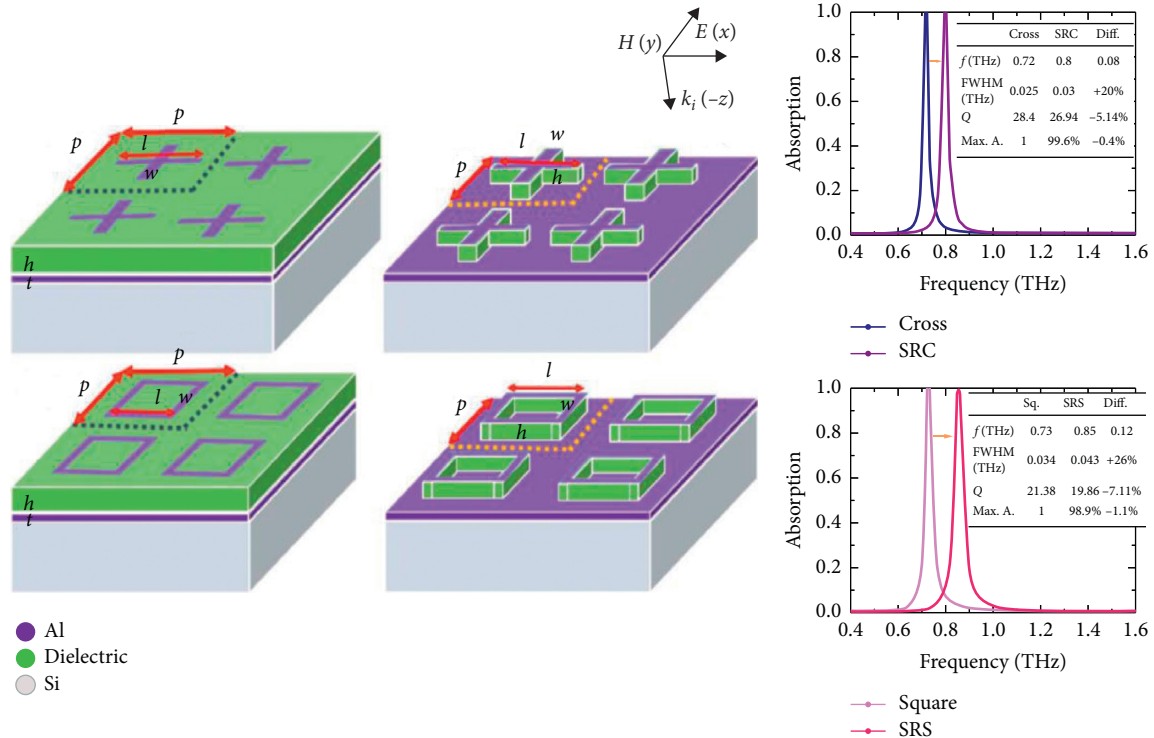 H (y)
E (x)
k_i (−z)
p
p
l
w
h
t
w
l
p
h
p
p
l
w
h
t
l
p
w
h
Al
Dielectric
Si
Absorption
1.0
0.8
0.6
0.4
0.2
0.0
Cross SRC Diff.
f (THz) 0.72 0.8 0.08
FWHM (THz) 0.025 0.03 +20%
Q 28.4 26.94 −5.14%
Max. A. 1 99.6% −0.4%
0.4 0.6 0.8 1.0 1.2 1.4 1.6
Frequency (THz)
Cross
SRC
Absorption
1.0
0.8
0.6
0.4
0.2
0.0
Sq. SRS Diff.
f (THz) 0.73 0.85 0.12
FWHM (THz) 0.034 0.043 +26%
Q 21.38 19.86 −7.11%
Max. A. 1 98.9% −1.1%
0.4 0.6 0.8 1.0 1.2 1.4 1.6
Frequency (THz)
Square
SRS